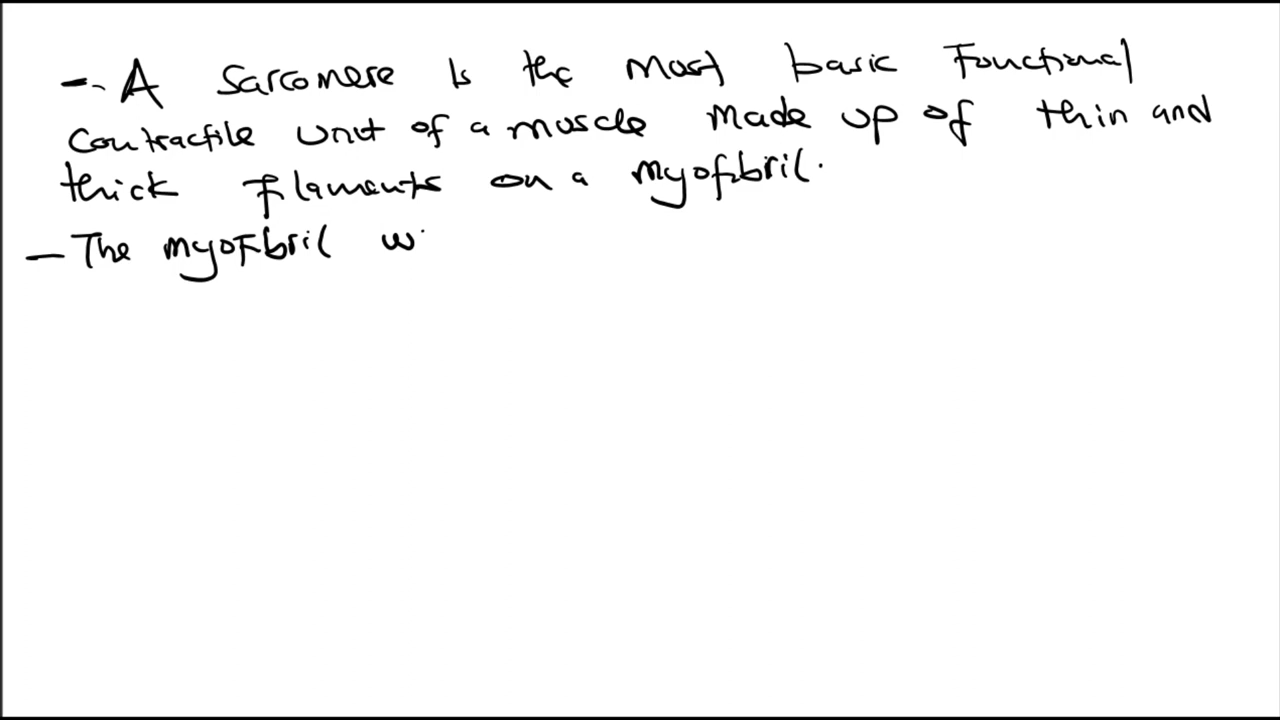 - A Sarcomere Is the Most basic Functional
Contractile Unit of a muscle Made up of thin and
thick Filaments on a Myofibril.
- The Myofibril wi